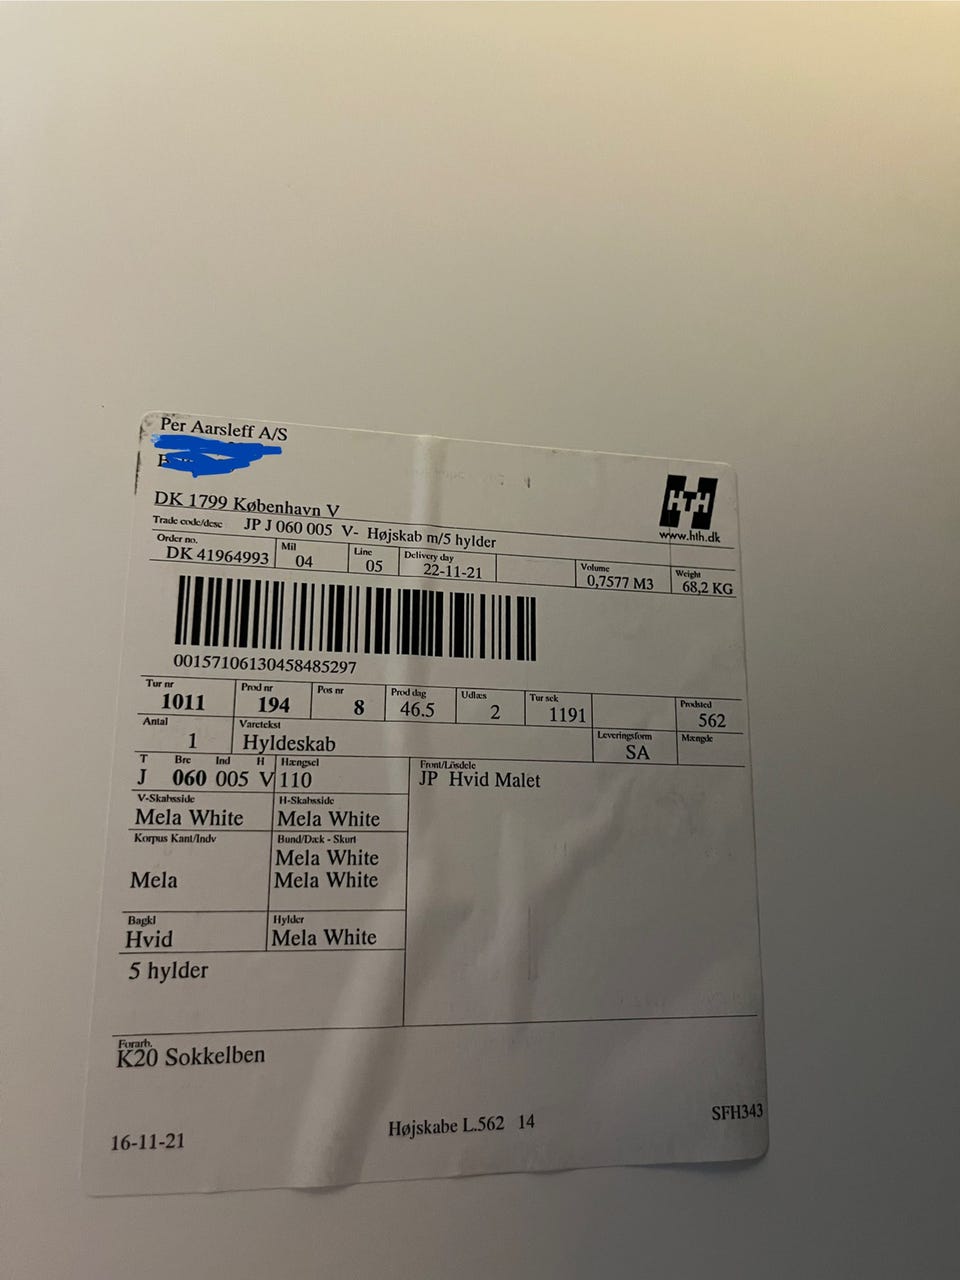 Per Aarsleff A/S
DK 1799 København V
HTH
www.hth.dk
Trade code/desc JP J 060 005 V- Højskab m/5 hylder
Order no. Mil Line Delivery day Volume Weight
DK 41964993 04 05 22-11-21 0,7577 M3 68,2 KG
00157106130458485297
Tur nr Prod nr Pos nr Prod dag Udlæs Tur sek Prodsted
1011 194 8 46.5 2 1191 562
Antal Varetekst Leveringsform Mængde
1 Hyldeskab SA
T Bre Ind H Hængsel Front/Lösdele
J 060 005 V 110 JP Hvid Malet
V-Skabsside H-Skabsside
Mela White Mela White
Korpus Kant/Indv Bund/Dæk - Skurt
Mela White
Mela Mela White
Bagkl Hylder
Hvid Mela White
5 hylder
Forarb.
K20 Sokkelben
16-11-21 Højskabe L.562 14 SFH343